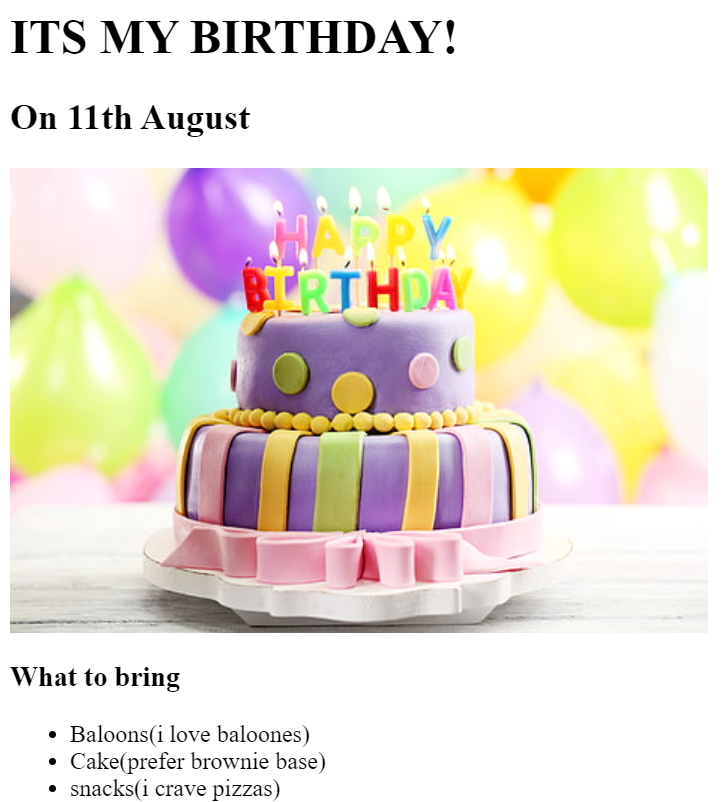 ITS MY BIRTHDAY!
On 11th August
HAPPY
BIRTHDAY
What to bring
Baloons(i love baloones)
Cake(prefer brownie base)
snacks(i crave pizzas)